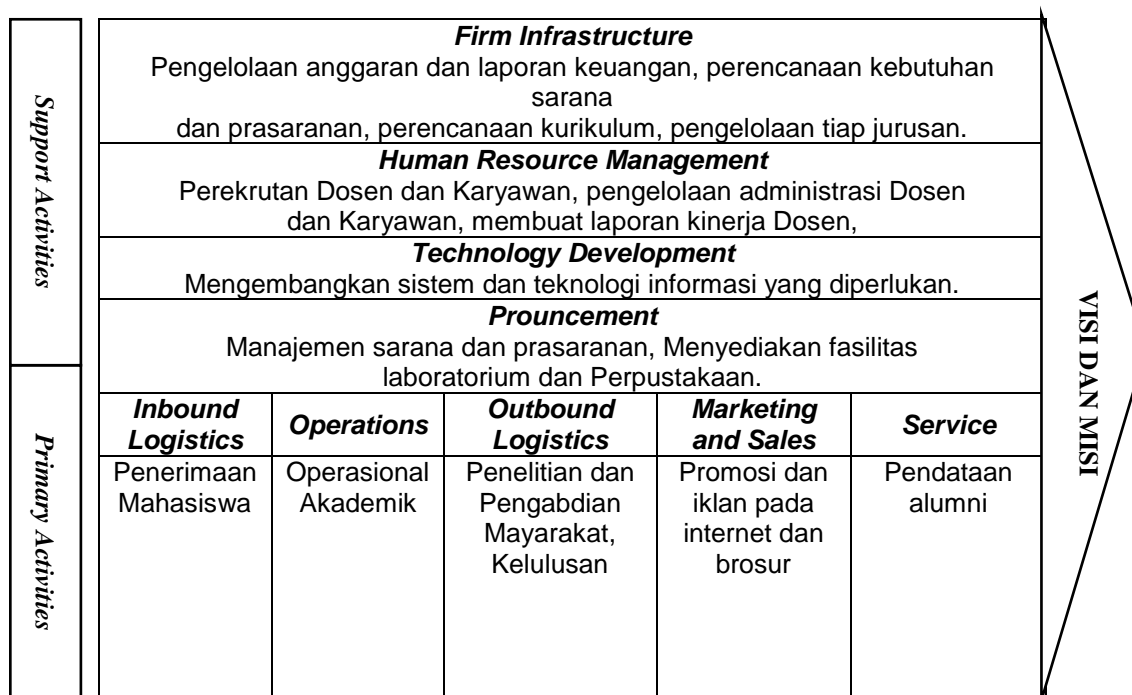 Support Activities
Firm Infrastructure
Pengelolaan anggaran dan laporan keuangan, perencanaan kebutuhan
sarana
dan prasaranan, perencanaan kurikulum, pengelolaan tiap jurusan.
Human Resource Management
Perekrutan Dosen dan Karyawan, pengelolaan administrasi Dosen
dan Karyawan, membuat laporan kinerja Dosen,
Technology Development
Mengembangkan sistem dan teknologi informasi yang diperlukan.
Prouncement
Manajemen sarana dan prasaranan, Menyediakan fasilitas
laboratorium dan Perpustakaan.
Primary Activities
Inbound
Logistics
Penerimaan
Mahasiswa
Operations
Operasional
Akademik
Outbound
Logistics
Penelitian dan
Pengabdian
Mayarakat,
Kelulusan
Marketing
and Sales
Promosi dan
iklan pada
internet dan
brosur
Service
Pendataan
alumni
VISI DAN MISI